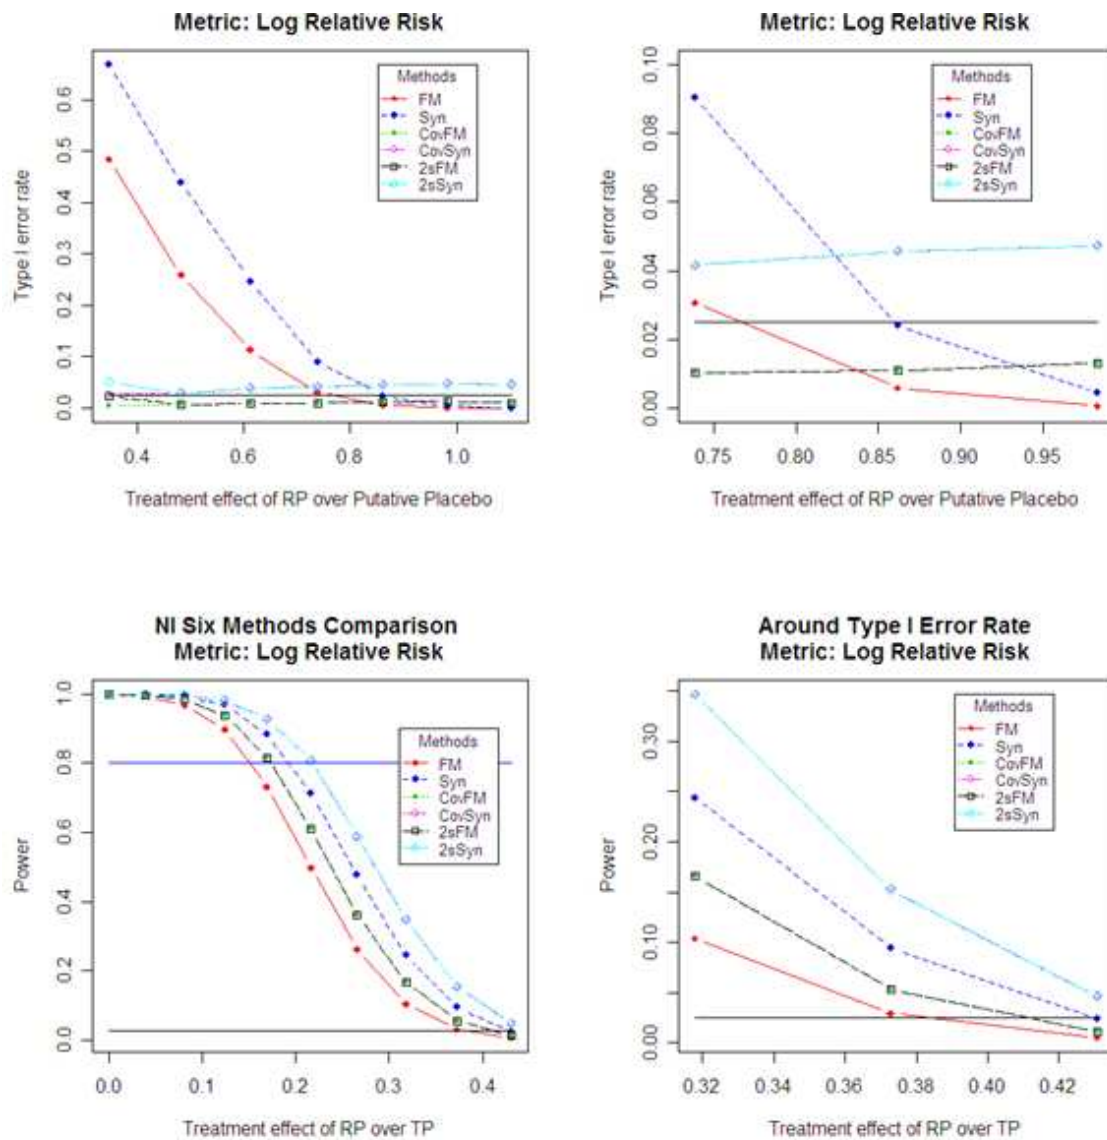 Metric: Log Relative Risk
Type I error rate
0.0 0.1 0.2 0.3 0.4 0.5 0.6
Methods
FM
Syn
CovFM
CovSyn
2sFM
2sSyn
0.4 0.6 0.8 1.0
Treatment effect of RP over Putative Placebo
Metric: Log Relative Risk
Type I error rate
0.00 0.02 0.04 0.06 0.08 0.10
Methods
FM
Syn
CovFM
CovSyn
2sFM
2sSyn
0.75 0.80 0.85 0.90 0.95
Treatment effect of RP over Putative Placebo
NI Six Methods Comparison
Metric: Log Relative Risk
Power
0.0 0.2 0.4 0.6 0.8 1.0
Methods
FM
Syn
CovFM
CovSyn
2sFM
2sSyn
0.0 0.1 0.2 0.3 0.4
Treatment effect of RP over TP
Around Type I Error Rate
Metric: Log Relative Risk
Power
0.00 0.10 0.20 0.30
Methods
FM
Syn
CovFM
CovSyn
2sFM
2sSyn
0.32 0.34 0.36 0.38 0.40 0.42
Treatment effect of RP over TP